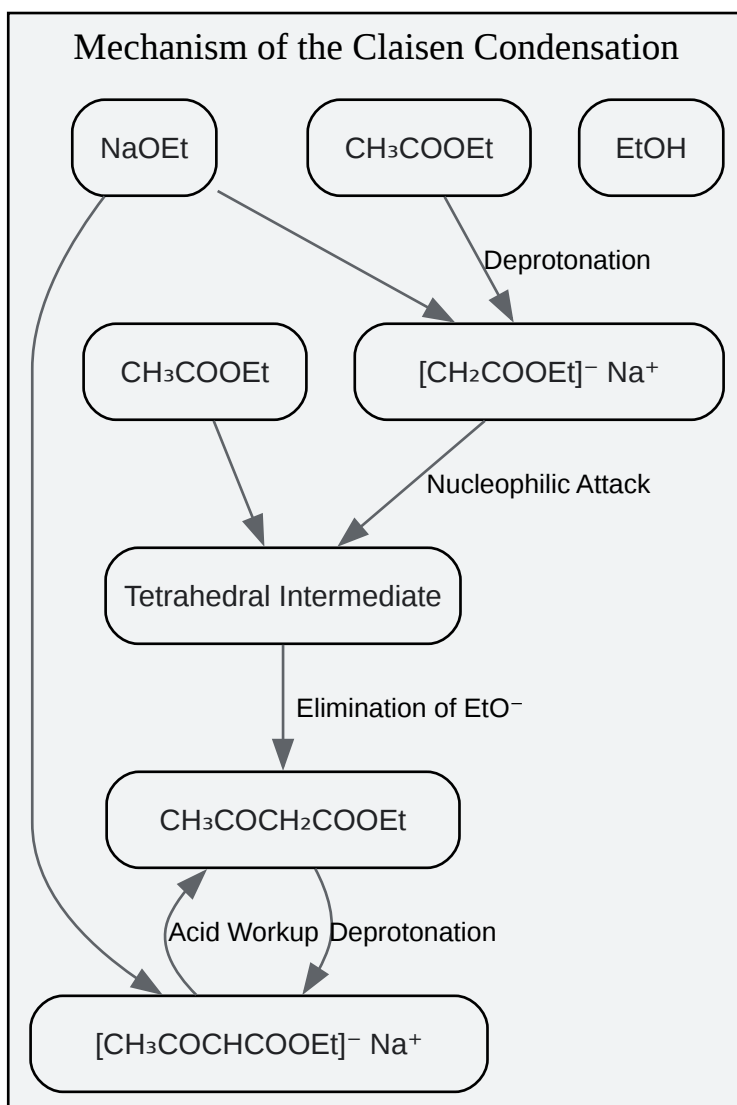 Mechanism of the Claisen Condensation
NaOEt
CH₃COOEt
EtOH
Deprotonation
CH₃COOEt
[CH₂COOEt]⁻ Na⁺
Nucleophilic Attack
Tetrahedral Intermediate
Elimination of EtO⁻
CH₃COCH₂COOEt
Acid Workup
Deprotonation
[CH₃COCHCOOEt]⁻ Na⁺